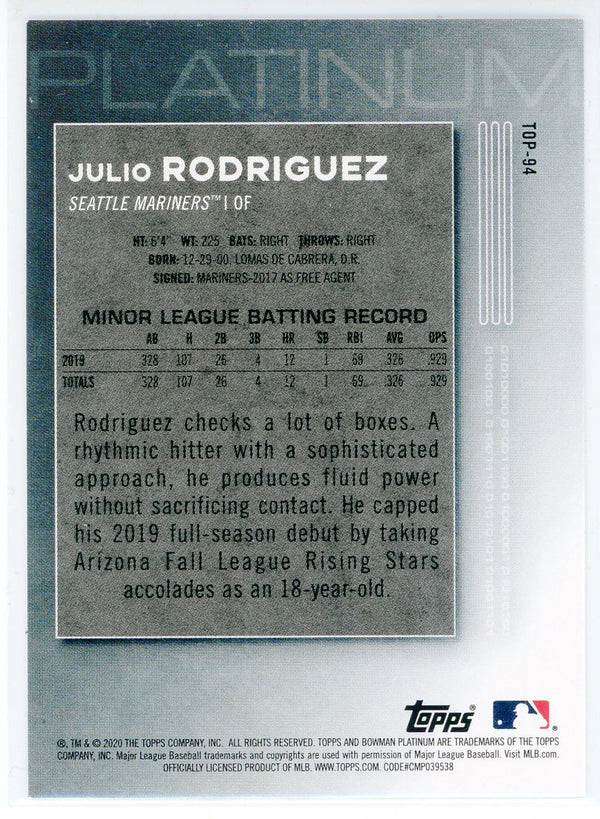 PLATINUM
TOP-94
JULIO RODRIGUEZ
SEATTLE MARINERS™ | OF
HT: 6'4" WT: 225 BATS: RIGHT THROWS: RIGHT
BORN: 12-29-00, LOMAS DE CABRERA, D.R.
SIGNED: MARINERS-2017 AS FREE AGENT
MINOR LEAGUE BATTING RECORD
AB H 2B 3B HR SB RBI AVG OPS
2019 328 107 26 4 12 1 69 .326 .929
TOTALS 328 107 26 4 12 1 69 .326 .929
Rodriguez checks a lot of boxes. A
rhythmic hitter with a sophisticated
approach, he produces fluid power
without sacrificing contact. He capped
his 2019 full-season debut by taking
Arizona Fall League Rising Stars
accolades as an 18-year-old.
topps®
®, TM & © 2020 THE TOPPS COMPANY, INC. ALL RIGHTS RESERVED. TOPPS AND BOWMAN PLATINUM ARE TRADEMARKS OF THE TOPPS
COMPANY, INC. Major League Baseball trademarks and copyrights are used with permission of Major League Baseball. Visit MLB.com.
OFFICIALLY LICENSED PRODUCT OF MLB. WWW.TOPPS.COM. CODE#CMP039538